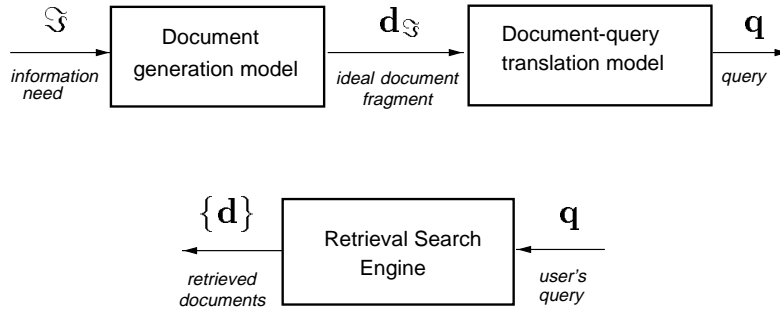 ℑ
information
need
Document
generation model
d_ℑ
ideal document
fragment
Document-query
translation model
q
query
{d}
retrieved
documents
Retrieval Search
Engine
q
user's
query